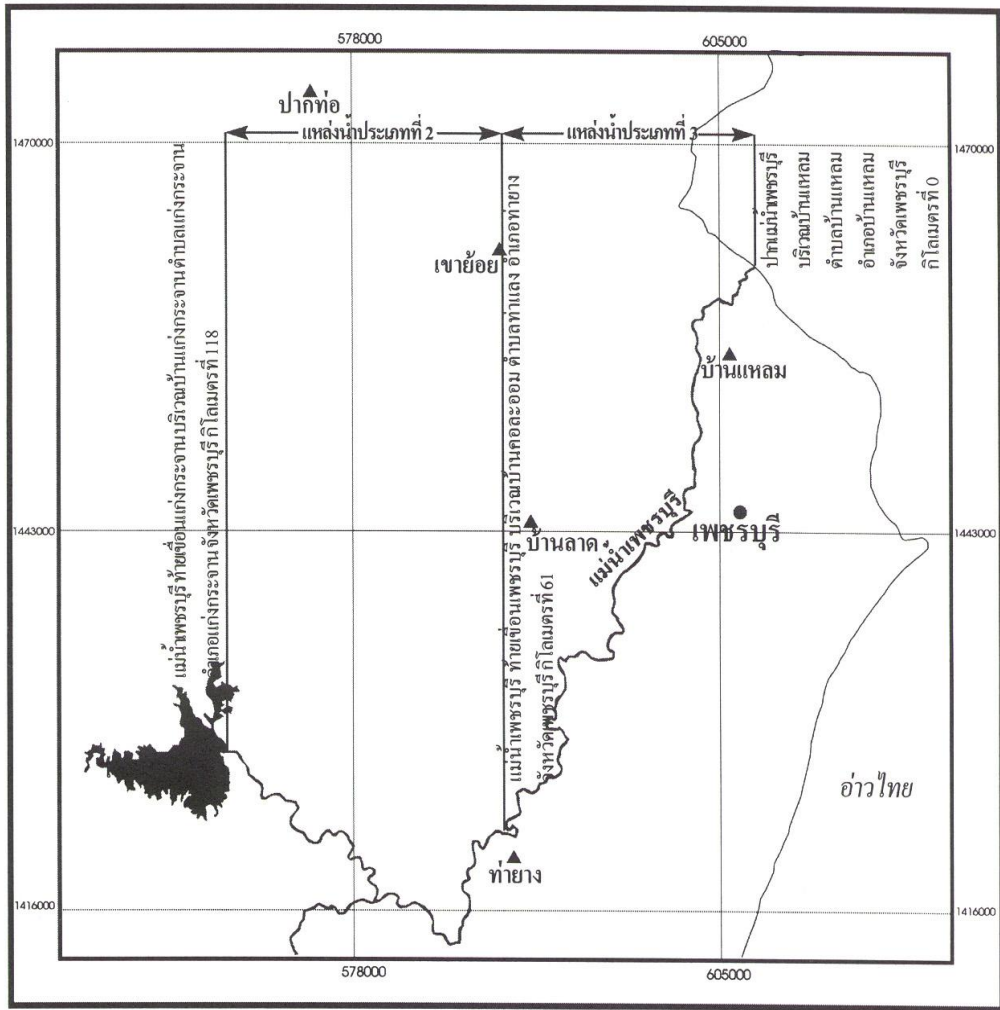 578000
605000
ปากท่อ
แหล่งน้ำประเภทที่ 2
แหล่งน้ำประเภทที่ 3
1470000
1470000
ปากแม่น้ำเพชรบุรี
บริเวณบ้านแหลม
ตำบลบ้านแหลม
อำเภอบ้านแหลม
จังหวัดเพชรบุรี
กิโลเมตรที่ 0
เขาย้อย
แม่น้ำเพชรบุรี ท้ายเขื่อนแก่งกระจานบริเวณบ้านแก่งกระจานตำบลแก่งกระจาน
อำเภอแก่งกระจานจังหวัดเพชรบุรีกิโลเมตรที่ 118
แม่น้ำเพชรบุรี ท้ายเขื่อนเพชรบุรี บริเวณบ้านคอละออม ตำบลท่าแลง อำเภอท่ายาง
จังหวัดเพชรบุรีกิโลเมตรที่ 61
บ้านแหลม
แม่น้ำเพชรบุรี
เพชรบุรี
1443000
1443000
บ้านลาด
อ่าวไทย
ท่ายาง
1416000
1416000
578000
605000